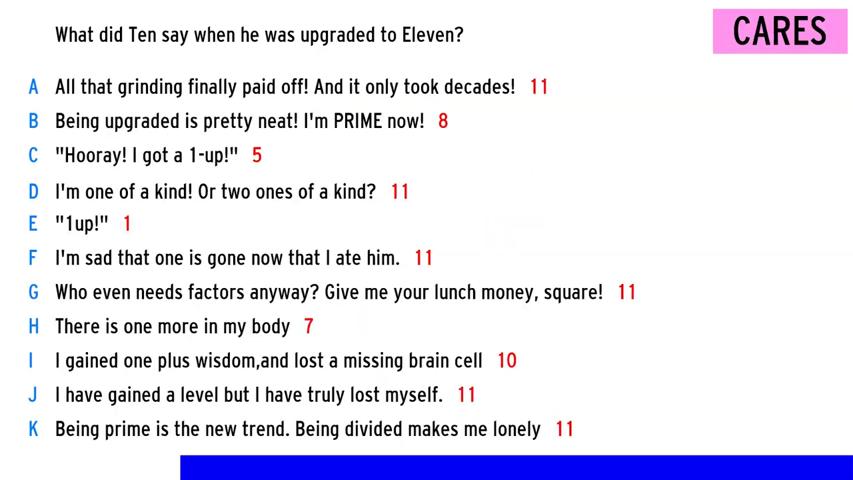 What did Ten say when he was upgraded to Eleven?
CARES
A All that grinding finally paid off! And it only took decades! 11
B Being upgraded is pretty neat! I'm PRIME now! 8
C "Hooray! I got a 1-up!" 5
D I'm one of a kind! Or two ones of a kind? 11
E "1up!" 1
F I'm sad that one is gone now that I ate him. 11
G Who even needs factors anyway? Give me your lunch money, square! 11
H There is one more in my body 7
I I gained one plus wisdom,and lost a missing brain cell 10
J I have gained a level but I have truly lost myself. 11
K Being prime is the new trend. Being divided makes me lonely 11